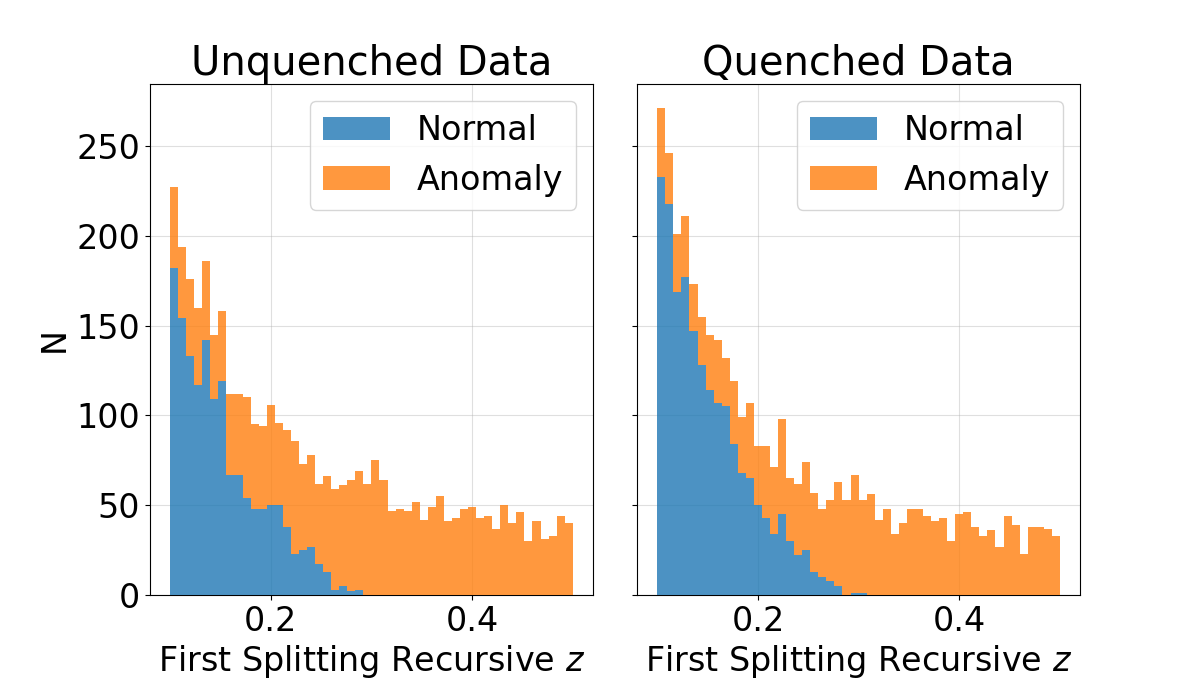 Unquenched Data
Quenched Data
Normal
Anomaly
Normal
Anomaly
N
250
200
150
100
50
0
0.2
0.4
0.2
0.4
First Splitting Recursive z
First Splitting Recursive z